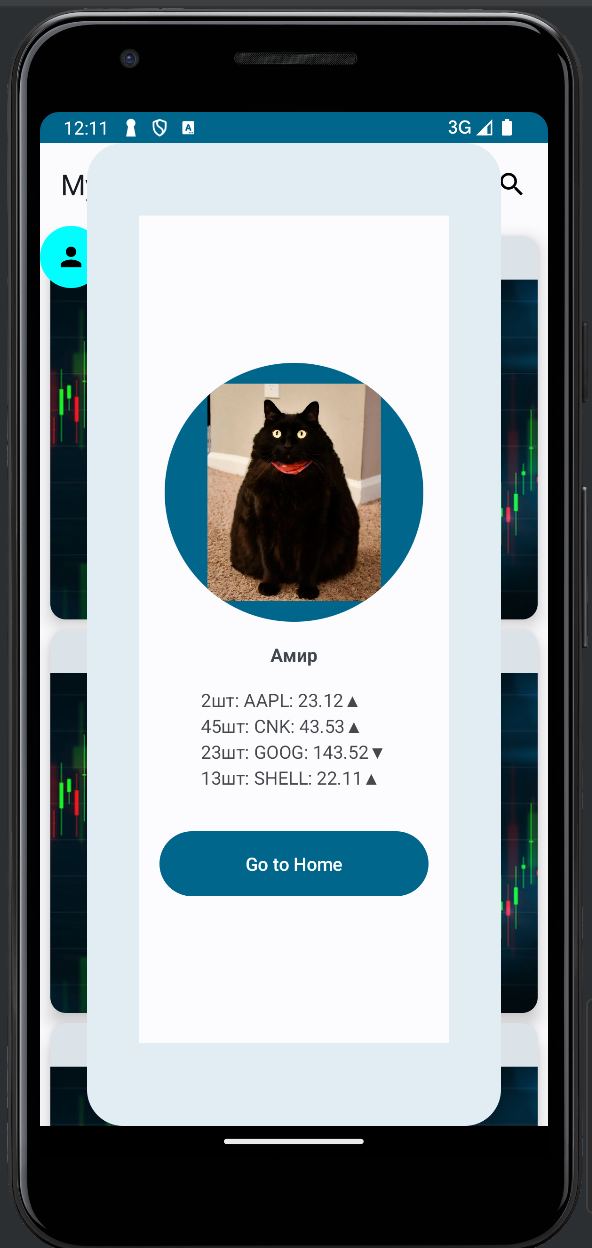 12:11
3G
My
Амир
2шт: AAPL: 23.12▲
45шт: CNK: 43.53▲
23шт: GOOG: 143.52▼
13шт: SHELL: 22.11▲
Go to Home